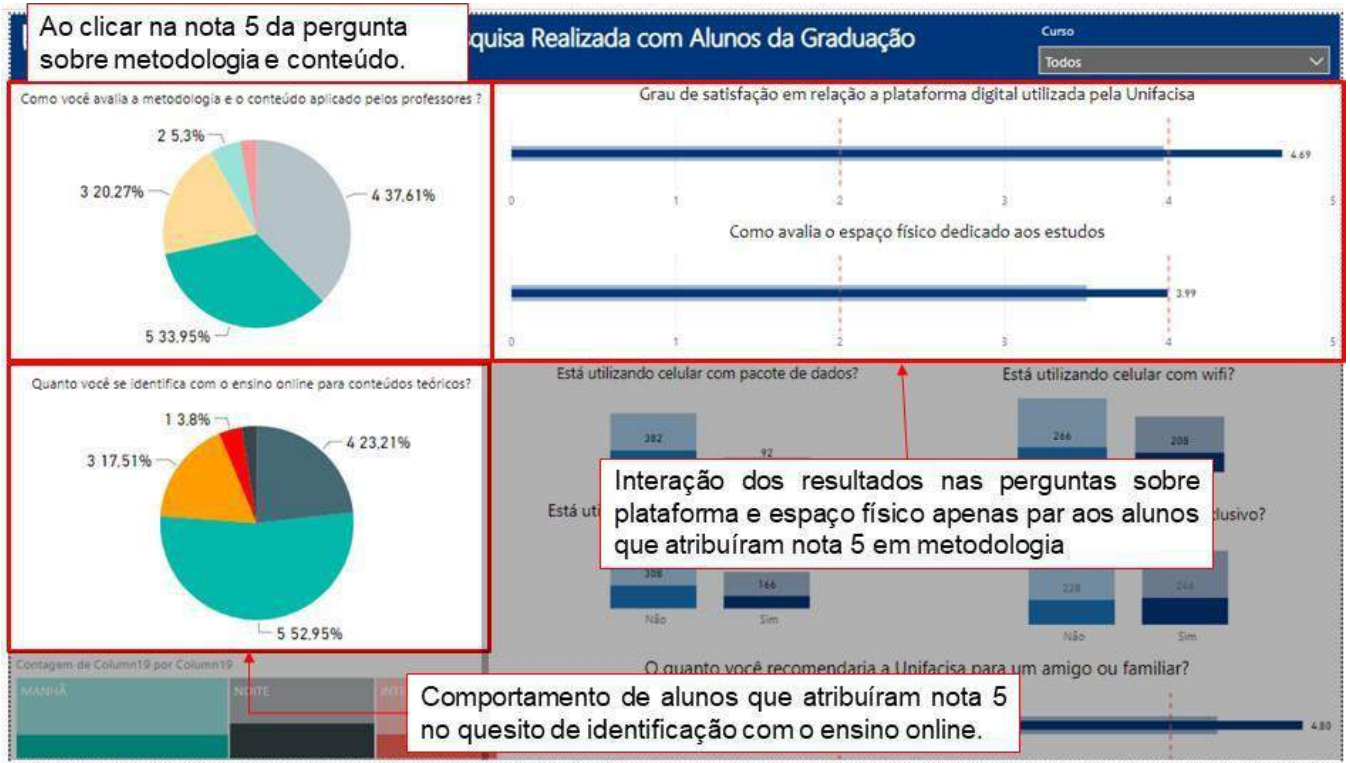 Ao clicar na nota 5 da pergunta
sobre metodologia e conteúdo.
quisa Realizada com Alunos da Graduação
Curso
Todos
Como você avalia a metodologia e o conteúdo aplicado pelos professores ?
2 5,3%
3 20,27%
4 37,61%
5 33,95%
Grau de satisfação em relação a plataforma digital utilizada pela Unifacisa
4.69
0 1 2 3 4 5
Como avalia o espaço físico dedicado aos estudos
3.99
0 1 2 3 4 5
Quanto você se identifica com o ensino online para conteúdos teóricos?
1 3.8%
3 17,51%
4 23,21%
5 52,95%
Está utilizando celular com pacote de dados?
382
92
Está utilizando celular com wifi?
266
208
Interação dos resultados nas perguntas sobre
plataforma e espaço físico apenas par aos alunos
que atribuíram nota 5 em metodologia
Está uti
clusivo?
308
166
Não Sim
228
246
Não Sim
Contagem de Column19 por Column19
MANHÃ
NOITE
INTE
O quanto você recomendaria a Unifacisa para um amigo ou familiar?
4.80
Comportamento de alunos que atribuíram nota 5
no quesito de identificação com o ensino online.